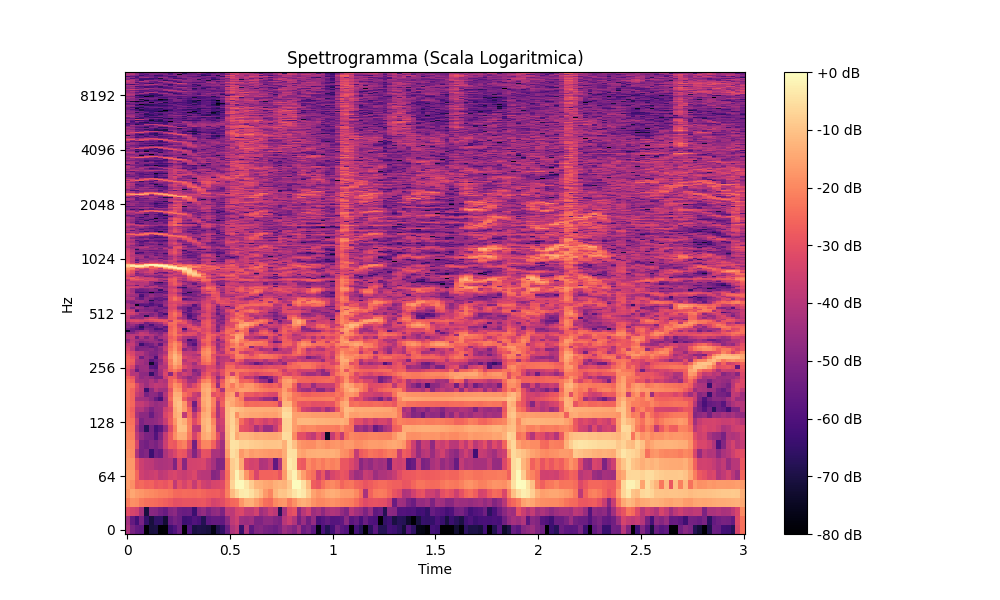 Spettrogramma (Scala Logaritmica)
8192
4096
2048
1024
512
256
128
64
0
Hz
0
0.5
1
1.5
2
2.5
3
Time
+0 dB
-10 dB
-20 dB
-30 dB
-40 dB
-50 dB
-60 dB
-70 dB
-80 dB